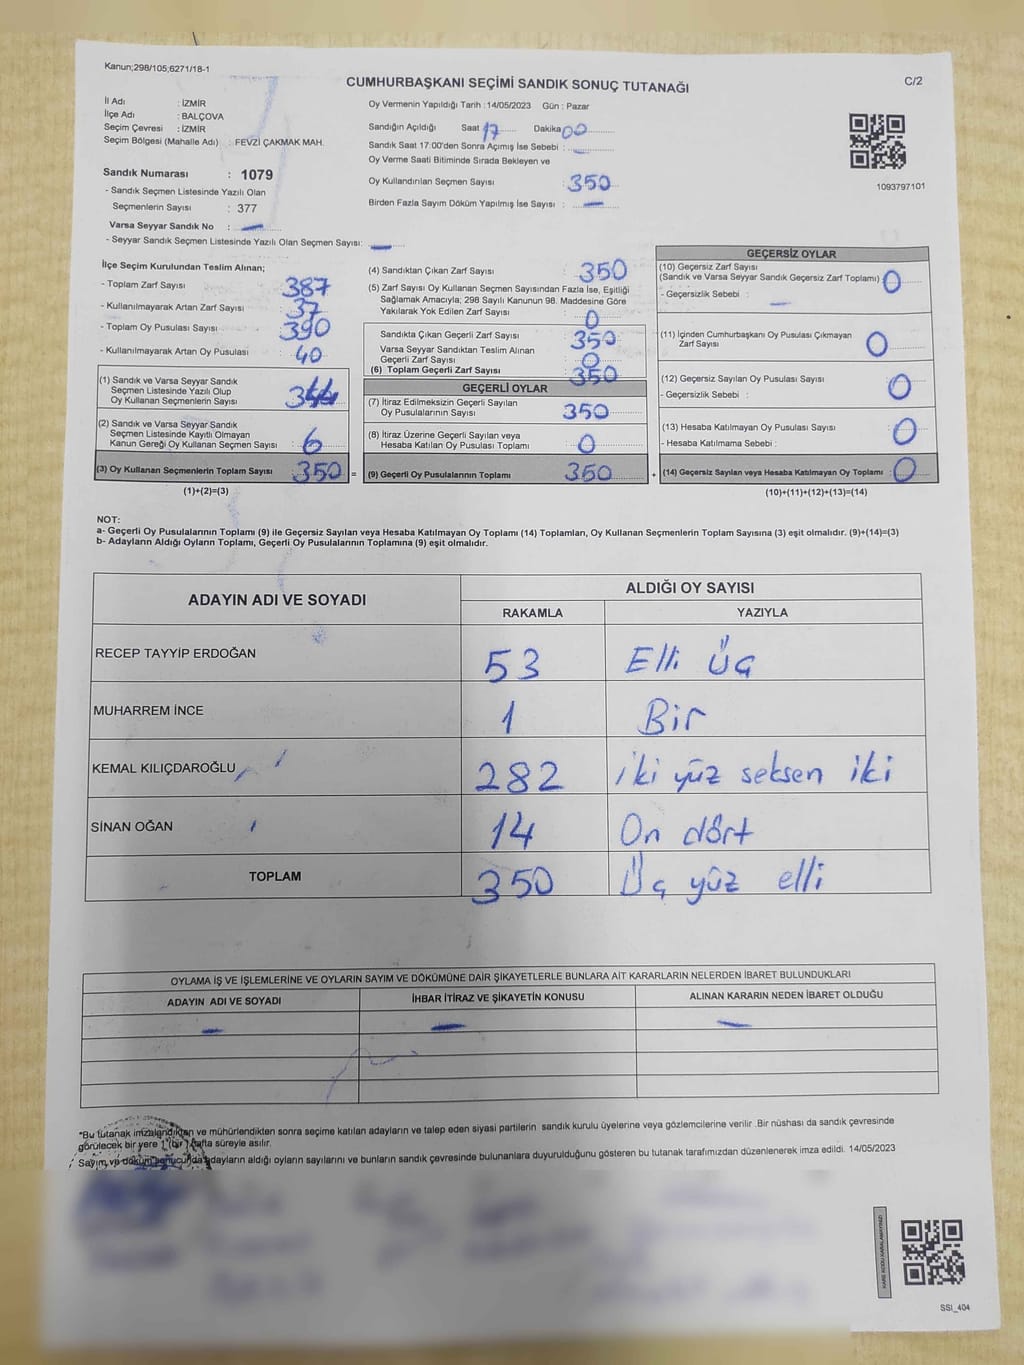 Kanun;298/105;6271/18-1
CUMHURBAŞKANI SEÇİMİ SANDIK SONUÇ TUTANAĞI
C/2
İl Adı : İZMİR
İlçe Adı : BALÇOVA
Seçim Çevresi : İZMİR
Seçim Bölgesi (Mahalle Adı) : FEVZİ ÇAKMAK MAH.
Sandık Numarası : 1079
- Sandık Seçmen Listesinde Yazılı Olan
Seçmenlerin Sayısı : 377
Varsa Seyyar Sandık No : —
- Seyyar Sandık Seçmen Listesinde Yazılı Olan Seçmen Sayısı: —
Oy Vermenin Yapıldığı Tarih : 14/05/2023 Gün : Pazar
Sandığın Açıldığı Saat 17 Dakika 00
Sandık Saat 17:00'den Sonra Açımış İse Sebebi : —
Oy Verme Saati Bitiminde Sırada Bekleyen ve
Oy Kullandırılan Seçmen Sayısı : 350
Birden Fazla Sayım Döküm Yapılmış İse Sayısı : —
1093797101
İlçe Seçim Kurulundan Teslim Alınan;
- Toplam Zarf Sayısı : 387
- Kullanılmayarak Artan Zarf Sayısı : 37
- Toplam Oy Pusulası Sayısı : 390
- Kullanılmayarak Artan Oy Pusulası : 40
(1) Sandık ve Varsa Seyyar Sandık
Seçmen Listesinde Yazılı Olup
Oy Kullanan Seçmenlerin Sayısı : 344
(2) Sandık ve Varsa Seyyar Sandık
Seçmen Listesinde Kayıtlı Olmayan
Kanun Gereği Oy Kullanan Seçmen Sayısı : 6
(3) Oy Kullanan Seçmenlerin Toplam Sayısı : 350 =
(1)+(2)=(3)
(4) Sandıktan Çıkan Zarf Sayısı : 350
(5) Zarf Sayısı Oy Kullanan Seçmen Sayısından Fazla İse, Eşitliği
Sağlamak Amacıyla; 298 Sayılı Kanunun 98. Maddesine Göre
Yakılarak Yok Edilen Zarf Sayısı : 0
Sandıkta Çıkan Geçerli Zarf Sayısı : 350
Varsa Seyyar Sandıktan Teslim Alınan
Geçerli Zarf Sayısı : 0
(6) Toplam Geçerli Zarf Sayısı : 350
GEÇERLİ OYLAR
(7) İtiraz Edilmeksizin Geçerli Sayılan
Oy Pusulalarının Sayısı : 350
(8) İtiraz Üzerine Geçerli Sayılan veya
Hesaba Katılan Oy Pusulası Toplamı : 0
(9) Geçerli Oy Pusulalarının Toplamı : 350 +
GEÇERSİZ OYLAR
(10) Geçersiz Zarf Sayısı
(Sandık ve Varsa Seyyar Sandık Geçersiz Zarf Toplamı) : 0
- Geçersizlik Sebebi : —
(11) İçinden Cumhurbaşkanı Oy Pusulası Çıkmayan
Zarf Sayısı : 0
(12) Geçersiz Sayılan Oy Pusulası Sayısı : 0
- Geçersizlik Sebebi :
(13) Hesaba Katılmayan Oy Pusulası Sayısı : 0
- Hesaba Katılmama Sebebi :
(14) Geçersiz Sayılan veya Hesaba Katılmayan Oy Toplamı : 0
(10)+(11)+(12)+(13)=(14)
NOT:
a- Geçerli Oy Pusulalarının Toplamı (9) ile Geçersiz Sayılan veya Hesaba Katılmayan Oy Toplamı (14) Toplamları, Oy Kullanan Seçmenlerin Toplam Sayısına (3) eşit olmalıdır. (9)+(14)=(3)
b- Adayların Aldığı Oyların Toplamı, Geçerli Oy Pusulalarının Toplamına (9) eşit olmalıdır.
ADAYIN ADI VE SOYADI ALDIĞI OY SAYISI
RAKAMLA YAZIYLA
RECEP TAYYİP ERDOĞAN 53 Elli Üç
MUHARREM İNCE 1 Bir
KEMAL KILIÇDAROĞLU 282 iki yüz seksen iki
SİNAN OĞAN 14 On dört
TOPLAM 350 Üç yüz elli
OYLAMA İŞ VE İŞLEMLERİNE VE OYLARIN SAYIM VE DÖKÜMÜNE DAİR ŞİKAYETLERLE BUNLARA AİT KARARLARIN NELERDEN İBARET BULUNDUKLARI
ADAYIN ADI VE SOYADI İHBAR İTİRAZ VE ŞİKAYETİN KONUSU ALINAN KARARIN NEDEN İBARET OLDUĞU
— — —
*Bu tutanak imzalandıktan ve mühürlendikten sonra seçime katılan adayların ve talep eden siyasi partilerin sandık kurulu üyelerine veya gözlemcilerine verilir. Bir nüshası da sandık çevresinde
görülecek bir yere 1 (bir) hafta süreyle asılır.
Sayım ve döküm sonucunda adayların aldığı oyların sayılarını ve bunların sandık çevresinde bulunanlara duyurulduğunu gösteren bu tutanak tarafımızdan düzenlenerek imza edildi. 14/05/2023
KARE KODU KARALAMAYINIZ!
SSİ_404